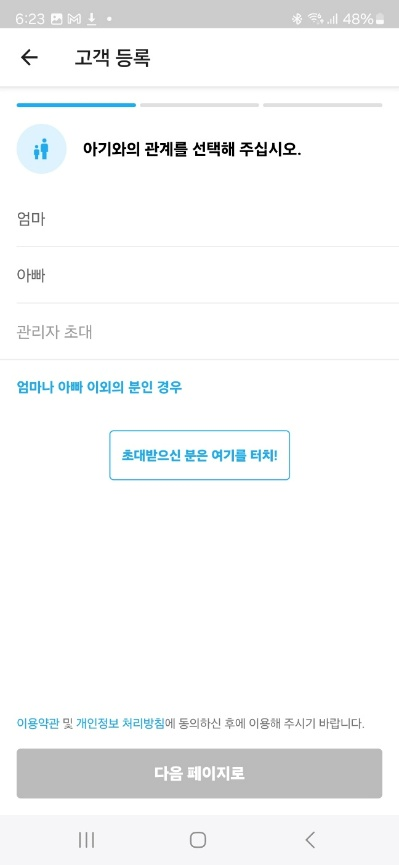 6:23
48%
고객 등록
아기와의 관계를 선택해 주십시오.
엄마
아빠
관리자 초대
엄마나 아빠 이외의 분인 경우
초대받으신 분은 여기를 터치!
이용약관 및 개인정보 처리방침에 동의하신 후에 이용해 주시기 바랍니다.
다음 페이지로